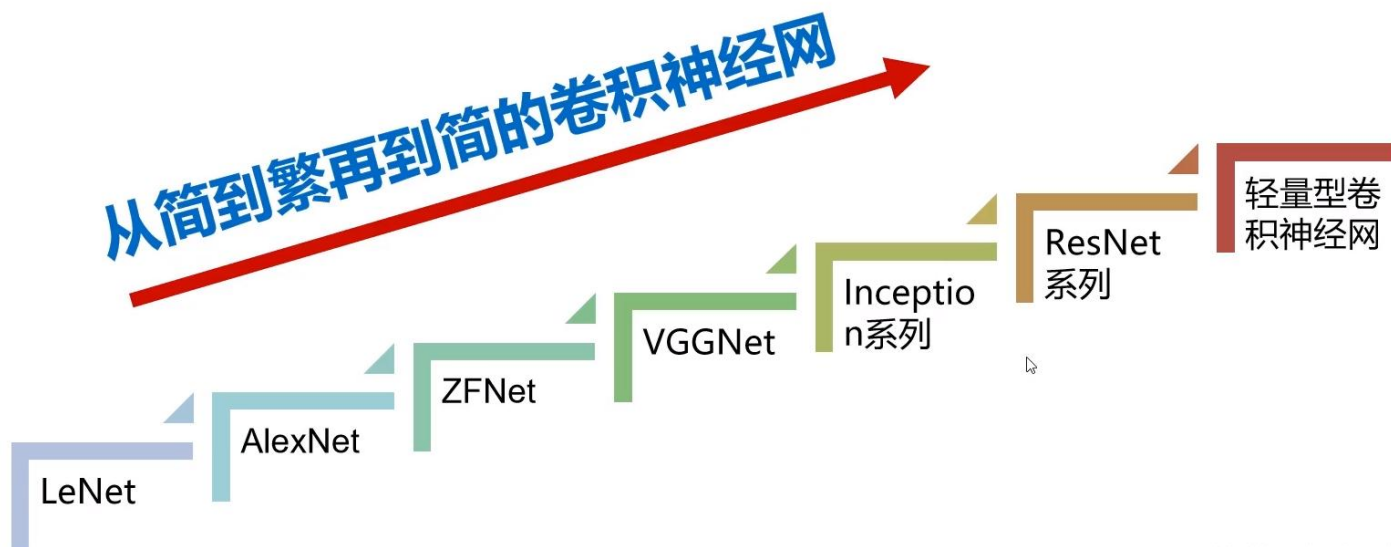 从简到繁再到简的卷积神经网
LeNet
AlexNet
ZFNet
VGGNet
Inceptio
n系列
ResNet
系列
轻量型卷
积神经网